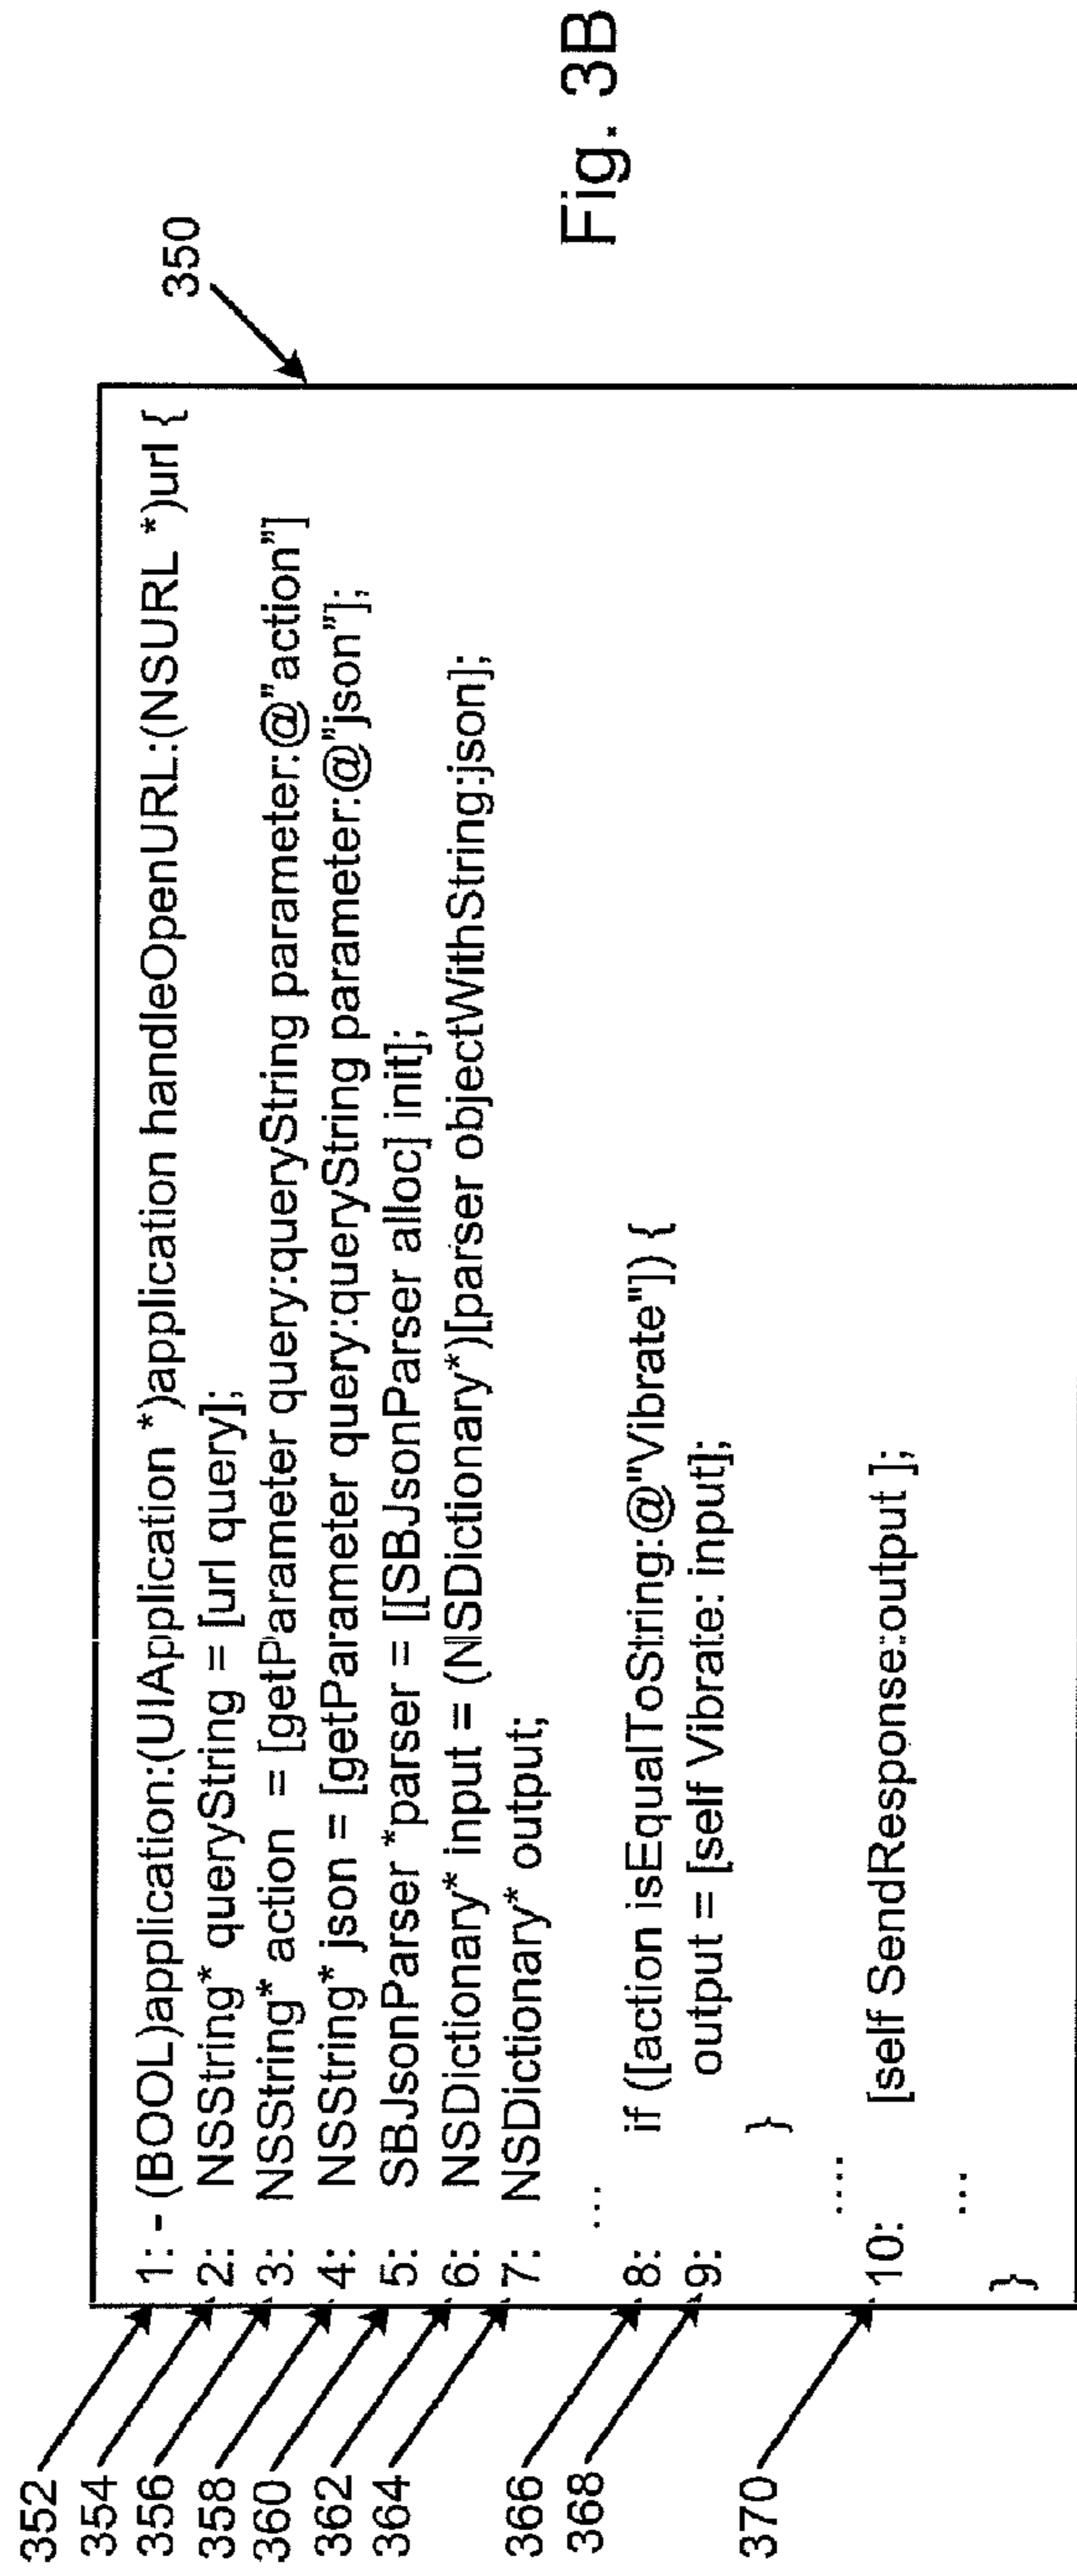 352 1: - (BOOL)application:(UIApplication *)application handleOpenURL:(NSURL *)url {
354 2: NSString* queryString = [url query];
356 3: NSString* action = [getParameter query:queryString parameter:@"action"]
358 4: NSString* json = [getParameter query:queryString parameter:@"json"];
360 5: SBJsonParser *parser = [[SBJsonParser alloc] init];
362 6: NSDictionary* input = (NSDictionary*)[parser objectWithString:json];
364 7: NSDictionary* output;
...
366 8: if ([action isEqualToString:@"Vibrate"]) {
368 9: output = [self Vibrate: input];
}
....
370 10: [self SendResponse:output ];
...
}
350
Fig. 3B